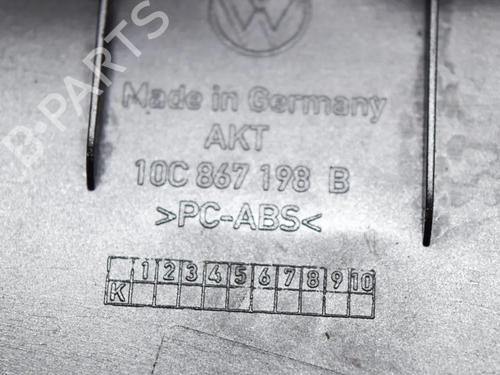 B-PARTS
VW
Made in Germany
AKT
10C 867 198 B
>PC-ABS<
1 2 3 4 5 6 7 8 9 10
K